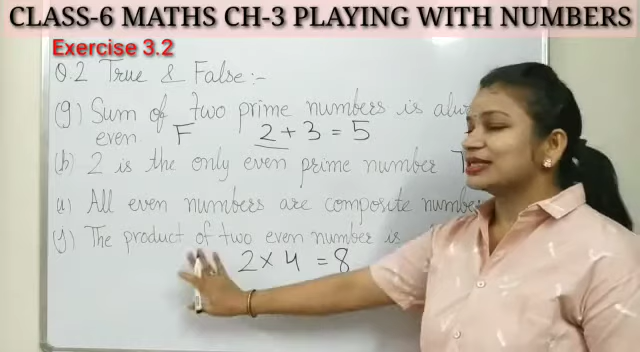 CLASS-6 MATHS CH-3 PLAYING WITH NUMBERS
Exercise 3.2
Q.2 True & False:-
(g) Sum of two prime numbers is
even. F 2 + 3 = 5
(h) 2 is the only even prime number T
(i) All even numbers are composite
(j) The product of two even number is
2 × 4 = 8